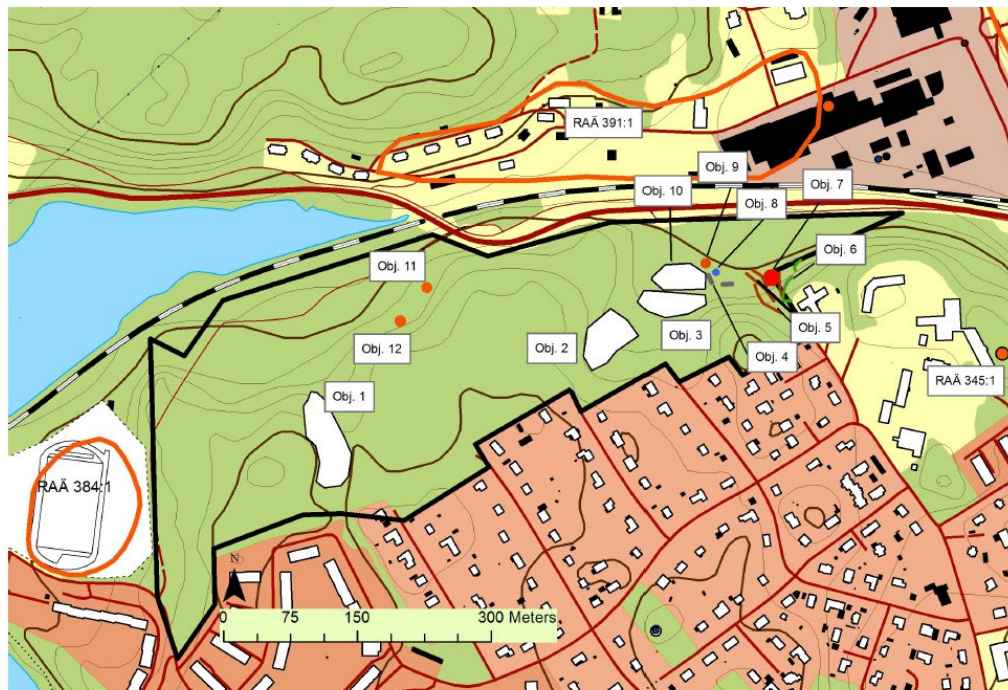 RAÄ 391:1
Obj. 9
Obj. 7
Obj. 10
Obj. 8
Obj. 6
Obj. 11
Obj. 5
Obj. 3
Obj. 2
Obj. 12
Obj. 4
RAÄ 345:1
Obj. 1
RAÄ 384:1
N
0 75 150 300 Meters